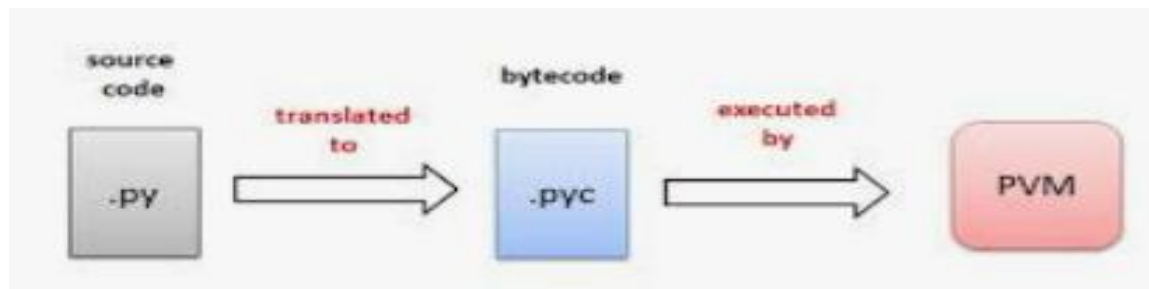 source
code
.py
translated
to
bytecode
.pyc
executed
by
PVM